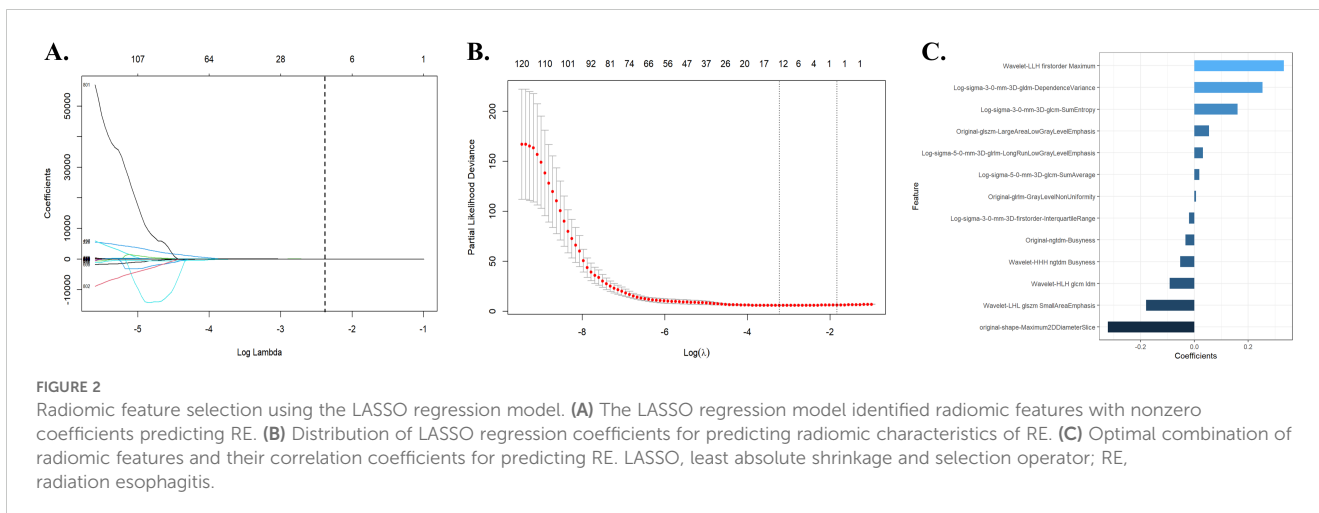 A.
107 64 28 6 1
601
50000
30000
10000
0
-10000
602
Coefficients
-5 -4 -3 -2 -1
Log Lambda
B.
120 110 101 92 81 74 66 56 47 37 26 20 17 12 6 4 1 1 1
200
150
100
50
0
Partial Likelihood Deviance
-8 -6 -4 -2
Log(λ)
C.
Wavelet-LLH firstorder Maximum
Log-sigma-3-0-mm-3D-gldm-DependenceVariance
Log-sigma-3-0-mm-3D-glcm-SumEntropy
Original-glszm-LargeAreaLowGrayLevelEmphasis
Log-sigma-5-0-mm-3D-glrlm-LongRunLowGrayLevelEmphasis
Log-sigma-5-0-mm-3D-glcm-SumAverage
Original-glrlm-GrayLevelNonUniformity
Log-sigma-3-0-mm-3D-firstorder-InterquartileRange
Original-ngtdm-Busyness
Wavelet-HHH ngtdm Busyness
Wavelet-HLH glcm Idm
Wavelet-LHL glszm SmallAreaEmphasis
original-shape-Maximum2DDiameterSlice
Feature
-0.2 0.0 0.2
Coefficients
FIGURE 2
Radiomic feature selection using the LASSO regression model. (A) The LASSO regression model identified radiomic features with nonzero
coefficients predicting RE. (B) Distribution of LASSO regression coefficients for predicting radiomic characteristics of RE. (C) Optimal combination of
radiomic features and their correlation coefficients for predicting RE. LASSO, least absolute shrinkage and selection operator; RE,
radiation esophagitis.